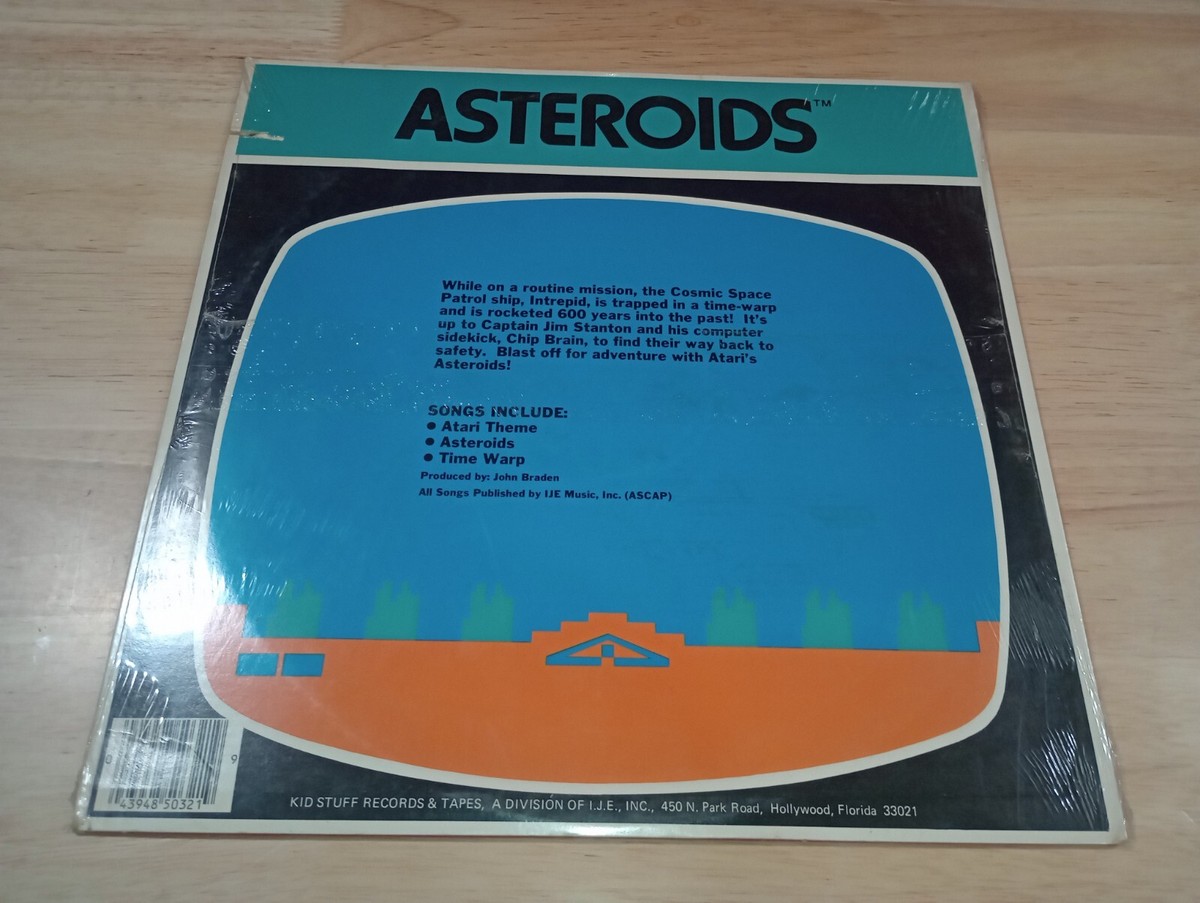 ASTEROIDS™
While on a routine mission, the Cosmic Space
Patrol ship, Intrepid, is trapped in a time-warp
and is rocketed 600 years into the past! It's
up to Captain Jim Stanton and his computer
sidekick, Chip Brain, to find their way back to
safety. Blast off for adventure with Atari's
Asteroids!
SONGS INCLUDE:
● Atari Theme
● Asteroids
● Time Warp
Produced by: John Braden
All Songs Published by IJE Music, Inc. (ASCAP)
0 9
43948 50321
KID STUFF RECORDS & TAPES, A DIVISION OF I.J.E., INC., 450 N. Park Road, Hollywood, Florida 33021